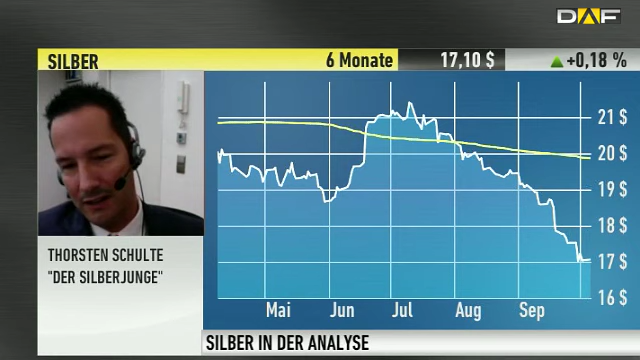 DAF
SILBER 6 Monate 17,10 $ +0,18 %
21 $
20 $
19 $
18 $
17 $
16 $
Mai Jun Jul Aug Sep
THORSTEN SCHULTE
"DER SILBERJUNGE"
SILBER IN DER ANALYSE